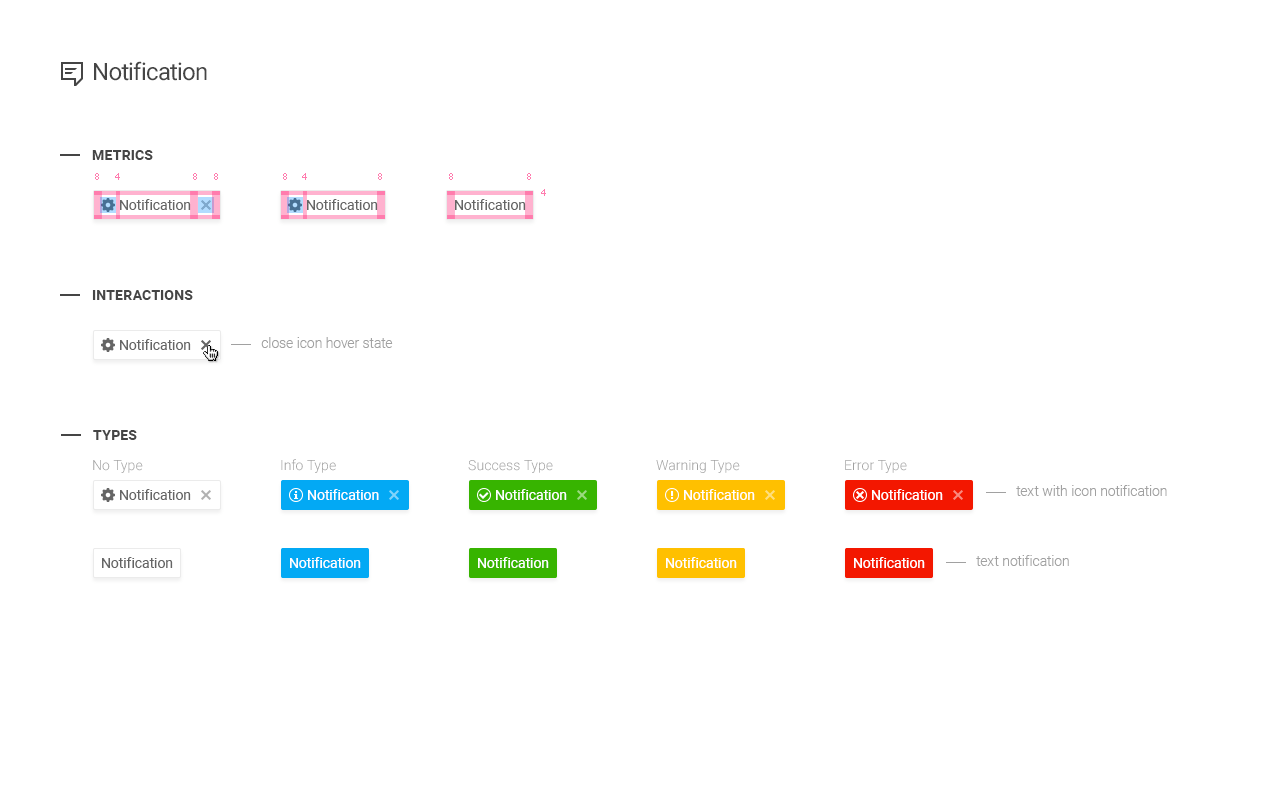 Notification
METRICS
8 4 8 8 8 4 8 8 8
4
Notification Notification Notification
INTERACTIONS
Notification close icon hover state
TYPES
No Type Info Type Success Type Warning Type Error Type
Notification Notification Notification Notification Notification text with icon notification
Notification Notification Notification Notification Notification text notification